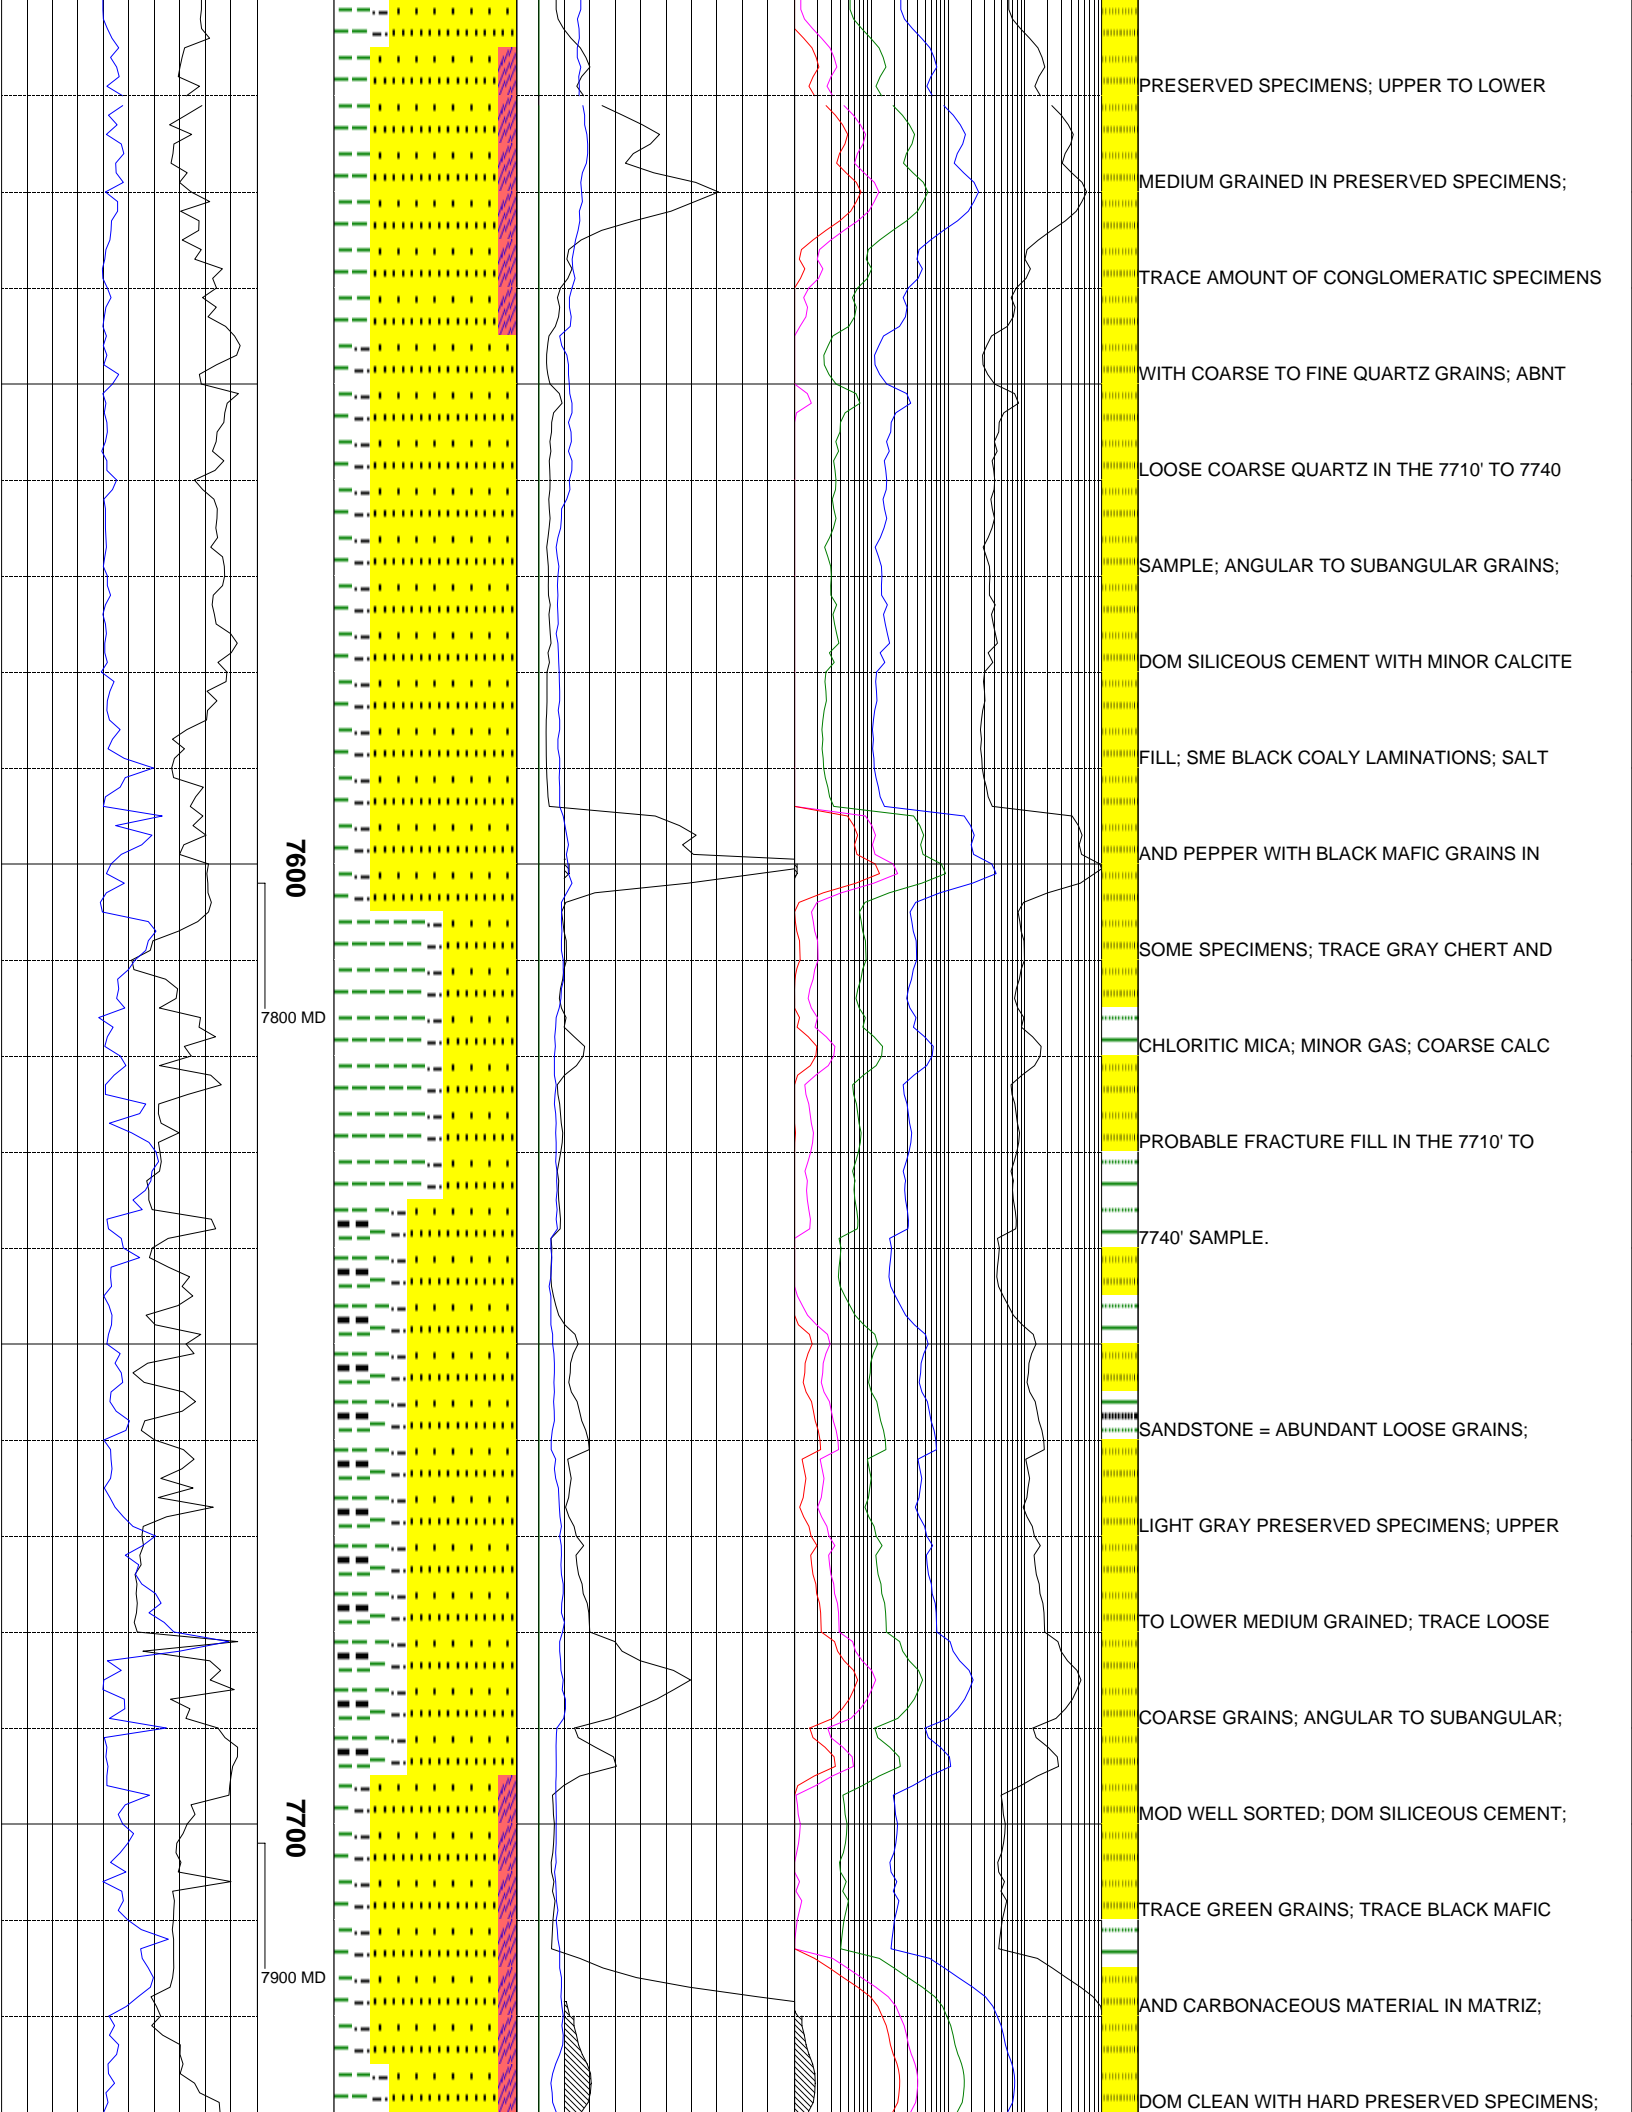 PRESERVED SPECIMENS; UPPER TO LOWER
MEDIUM GRAINED IN PRESERVED SPECIMENS;
TRACE AMOUNT OF CONGLOMERATIC SPECIMENS
WITH COARSE TO FINE QUARTZ GRAINS; ABNT
LOOSE COARSE QUARTZ IN THE 7710' TO 7740
SAMPLE; ANGULAR TO SUBANGULAR GRAINS;
DOM SILICEOUS CEMENT WITH MINOR CALCITE
FILL; SME BLACK COALY LAMINATIONS; SALT
7600
AND PEPPER WITH BLACK MAFIC GRAINS IN
SOME SPECIMENS; TRACE GRAY CHERT AND
7800 MD
CHLORITIC MICA; MINOR GAS; COARSE CALC
PROBABLE FRACTURE FILL IN THE 7710' TO
7740' SAMPLE.
SANDSTONE = ABUNDANT LOOSE GRAINS;
LIGHT GRAY PRESERVED SPECIMENS; UPPER
TO LOWER MEDIUM GRAINED; TRACE LOOSE
COARSE GRAINS; ANGULAR TO SUBANGULAR;
7700
MOD WELL SORTED; DOM SILICEOUS CEMENT;
TRACE GREEN GRAINS; TRACE BLACK MAFIC
7900 MD
AND CARBONACEOUS MATERIAL IN MATRIZ;
DOM CLEAN WITH HARD PRESERVED SPECIMENS;